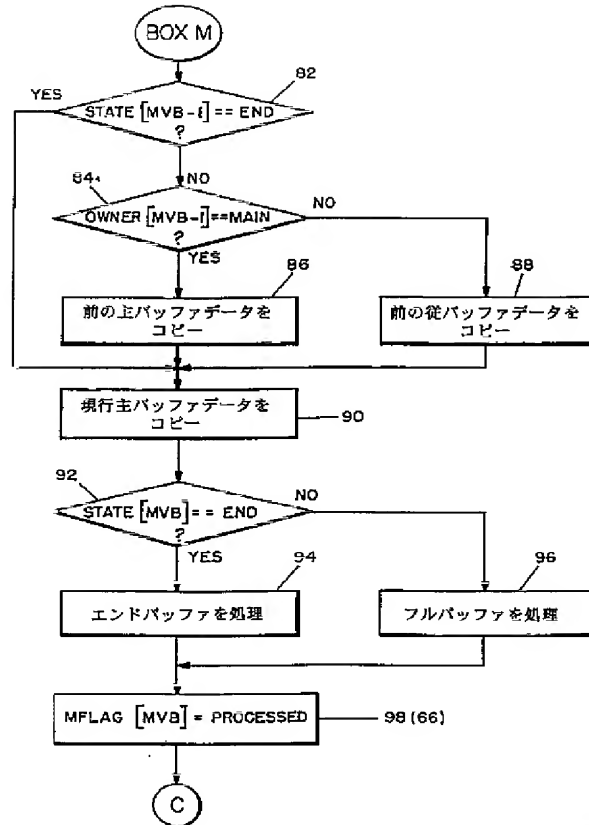 BOX M
82
YES
STATE [MVB-1] == END
?
84
NO
OWNER [MVB-1]==MAIN
?
NO
YES
86
88
前の主バッファデータを
コピー
前の従バッファデータを
コピー
現行主バッファデータを
コピー
90
92
STATE [MVB] == END
?
NO
YES
94
96
エンドバッファを処理
フルバッファを処理
MFLAG [MVB] = PROCESSED
98 (66)
C